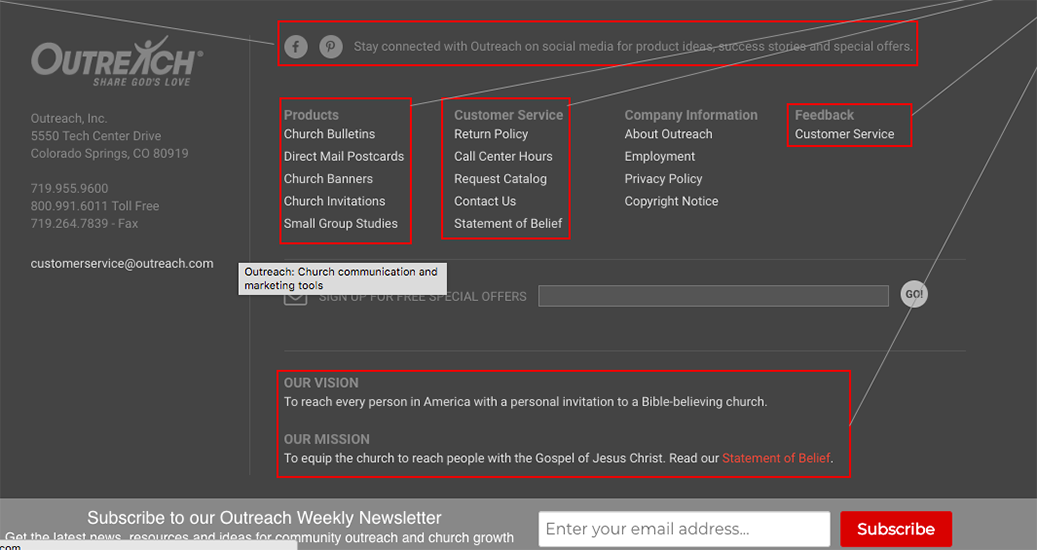 Stay connected with Outreach on social media for product ideas, success stories and special offers.
OUTREACH®
SHARE GOD'S LOVE
Outreach, Inc.
5550 Tech Center Drive
Colorado Springs, CO 80919
719.955.9600
800.991.6011 Toll Free
719.264.7839 - Fax
customerservice@outreach.com
Products
Church Bulletins
Direct Mail Postcards
Church Banners
Church Invitations
Small Group Studies
Customer Service
Return Policy
Call Center Hours
Request Catalog
Contact Us
Statement of Belief
Company Information
About Outreach
Employment
Privacy Policy
Copyright Notice
Feedback
Customer Service
Outreach: Church communication and
marketing tools
SIGN UP FOR FREE SPECIAL OFFERS
GO!
OUR VISION
To reach every person in America with a personal invitation to a Bible-believing church.
OUR MISSION
To equip the church to reach people with the Gospel of Jesus Christ. Read our Statement of Belief.
Subscribe to our Outreach Weekly Newsletter
Get the latest news, resources and ideas for community outreach and church growth
Enter your email address...
Subscribe
.com